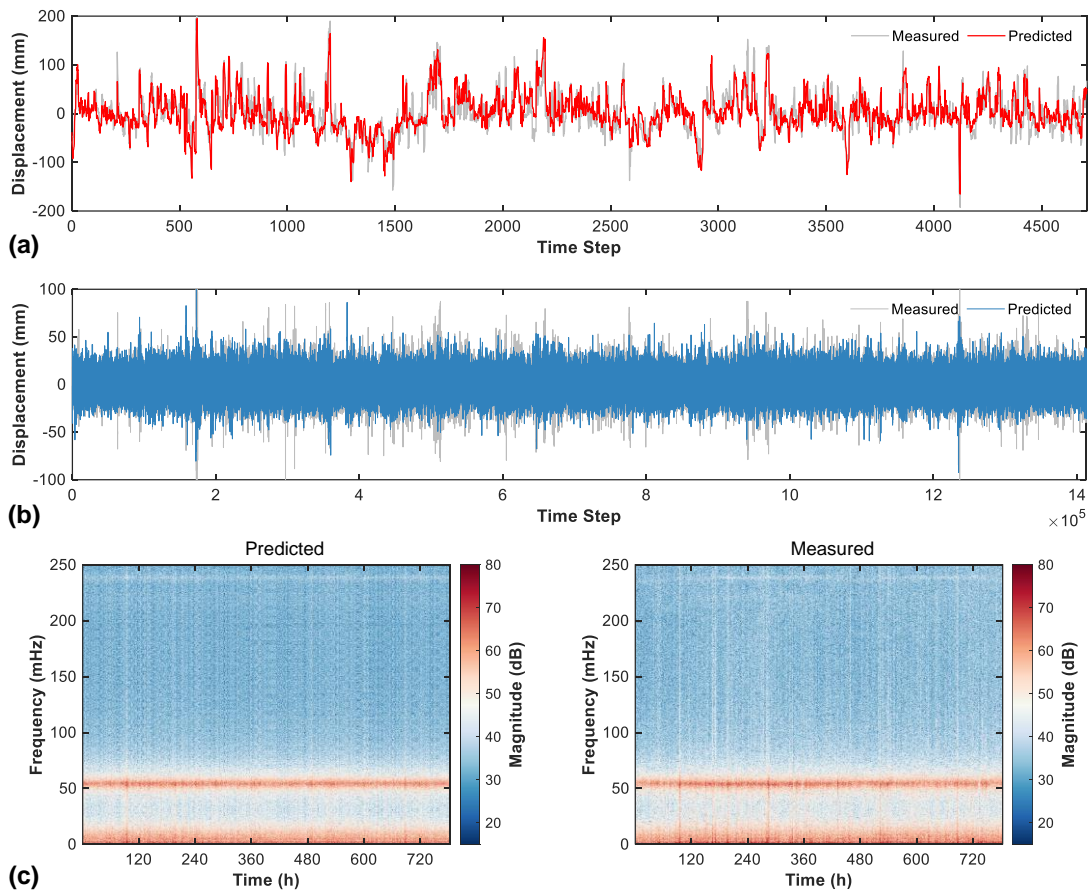 200
100
0
-100
-200
Displacement (mm)
Measured Predicted
0 500 1000 1500 2000 2500 3000 3500 4000 4500
Time Step
(a)
100
50
0
-50
-100
Displacement (mm)
Measured Predicted
0 2 4 6 8 10 12 14
Time Step
× 10^5
(b)
Predicted
250
200
150
100
50
0
Frequency (mHz)
120 240 360 480 600 720
Time (h)
80
70
60
50
40
30
20
Magnitude (dB)
Measured
250
200
150
100
50
0
Frequency (mHz)
120 240 360 480 600 720
Time (h)
80
70
60
50
40
30
20
Magnitude (dB)
(c)